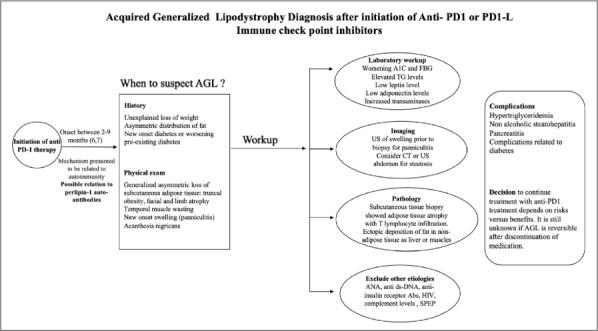 Acquired Generalized Lipodystrophy Diagnosis after initiation of Anti- PD1 or PD1-L
Immune check point inhibitors
Initiation of anti
PD-1 therapy
Onset between 2-9
months (6,7)
Mechanism presumed
to be related to
autoimmunity
Possible relation to
perlipin-1 auto-
antibodies
When to suspect AGL ?
History
Unexplained loss of weight
Asymmetric distribution of fat
New onset diabetes or worsening
pre-existing diabetes
Physical exam
Generalized asymmetric loss of
subcutaneous adipose tissue: truncal
obesity, facial and limb atrophy
Temporal muscle wasting
New onset swelling (panniculitis)
Acanthosis nigricans
Workup
Laboratory workup
Worsening A1C and FBG
Elevated TG levels
Low leptin level
Low adiponectin levels
Increased transaminases
Imaging
US of swelling prior to
biopsy for panniculitis
Consider CT or US
abdomen for steatosis
Pathology
Subcutaneous tissue biopsy
showed adipose tissue atrophy
with T lymphocyte infiltration.
Ectopic deposition of fat in non-
adipose tissue as liver or muscles
Exclude other etiologies
ANA, anti ds-DNA, anti-
insulin receptor Abs, HIV,
complement levels , SPEP
Complications
Hypertriglyceridemia
Non alcoholic steatohepatitis
Pancreatitis
Complications related to
diabetes
Decision to continue
treatment with anti-PD1
treatment depends on risks
versus benefits. It is still
unknown if AGL is reversible
after discontinuation of
medication.